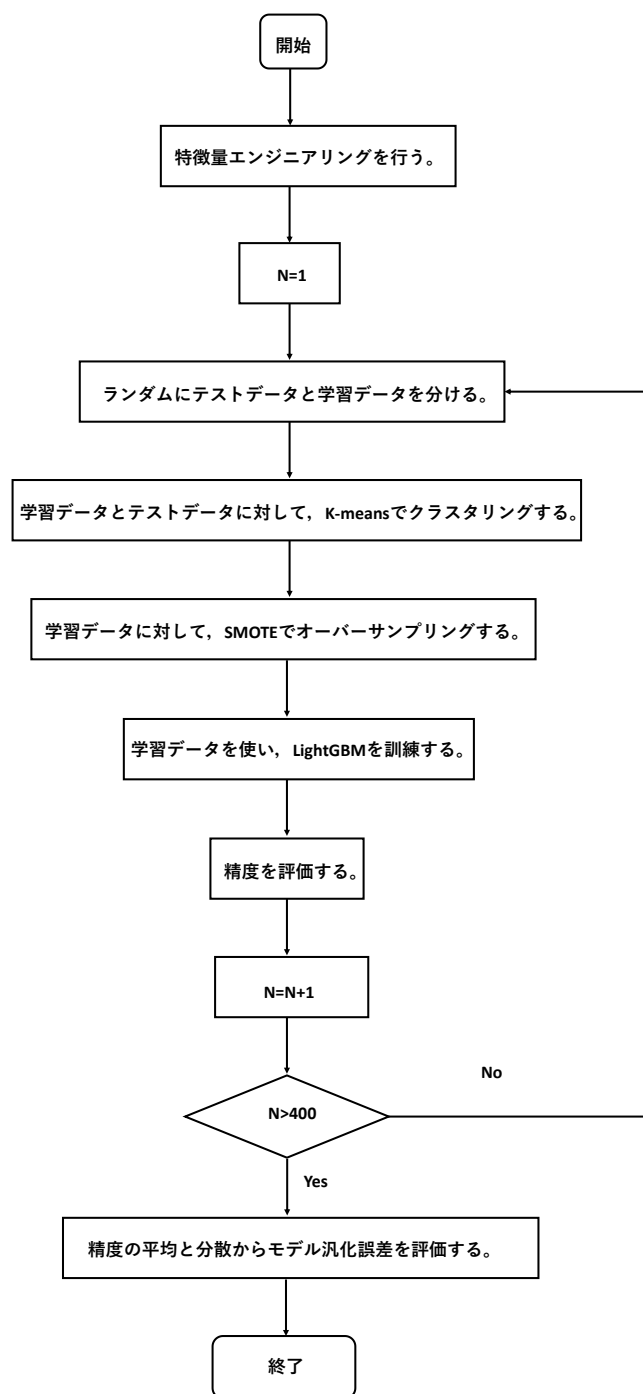 開始
特徴量エンジニアリングを行う。
N=1
ランダムにテストデータと学習データを分ける。
学習データとテストデータに対して，K-meansでクラスタリングする。
学習データに対して，SMOTEでオーバーサンプリングする。
学習データを使い，LightGBMを訓練する。
精度を評価する。
N=N+1
N>400
No
Yes
精度の平均と分散からモデル汎化誤差を評価する。
終了